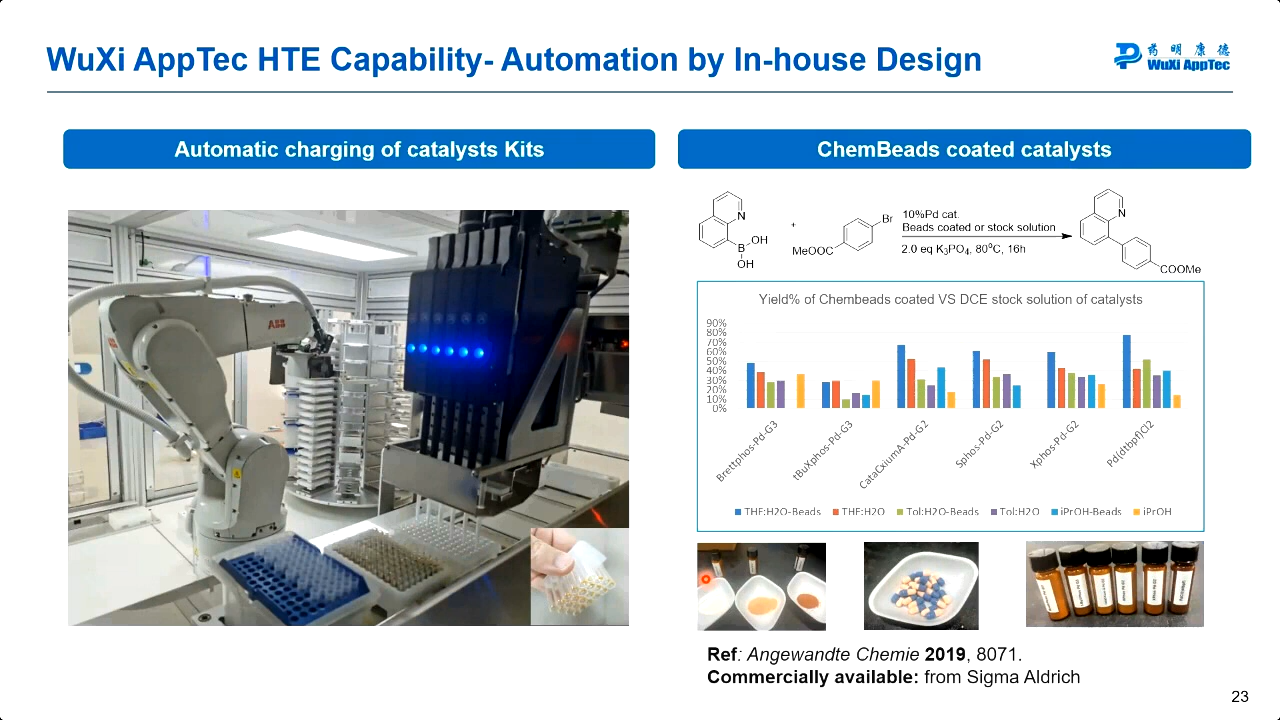 WuXi AppTec HTE Capability- Automation by In-house Design
药 明 康 德
WuXi AppTec
Automatic charging of catalysts Kits
ChemBeads coated catalysts
ABB
N
B
OH
OH
+
MeOOC
Br
10%Pd cat.
Beads coated or stock solution
2.0 eq K3PO4, 80⁰C, 16h
N
COOMe
Yield% of Chembeads coated VS DCE stock solution of catalysts
90%
80%
70%
60%
50%
40%
30%
20%
10%
0%
Brettphos-Pd-G3
tBuXphos-Pd-G3
CataCXiumA-Pd-G2
Sphos-Pd-G2
Xphos-Pd-G2
Pd(dtbpf)Cl2
THF:H2O-Beads
THF:H2O
Tol:H2O-Beads
Tol:H2O
iPrOH-Beads
iPrOH
Ref: Angewandte Chemie 2019, 8071.
Commercially available: from Sigma Aldrich
23